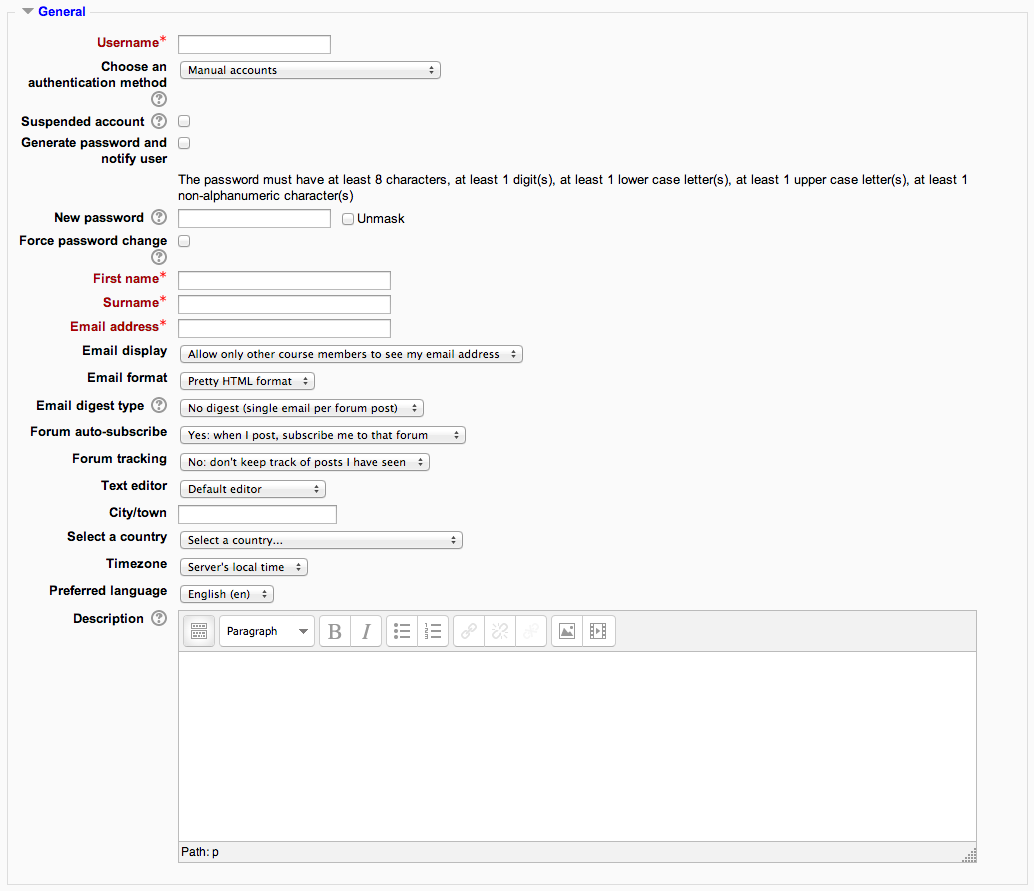 General
Username*
Choose an
authentication method
Manual accounts
?
Suspended account ?
Generate password and
notify user
The password must have at least 8 characters, at least 1 digit(s), at least 1 lower case letter(s), at least 1 upper case letter(s), at least 1
non-alphanumeric character(s)
New password ? Unmask
Force password change
?
First name*
Surname*
Email address*
Email display Allow only other course members to see my email address
Email format Pretty HTML format
Email digest type ? No digest (single email per forum post)
Forum auto-subscribe Yes: when I post, subscribe me to that forum
Forum tracking No: don't keep track of posts I have seen
Text editor Default editor
City/town
Select a country Select a country...
Timezone Server's local time
Preferred language English (en)
Description ? Paragraph B I
Path: p